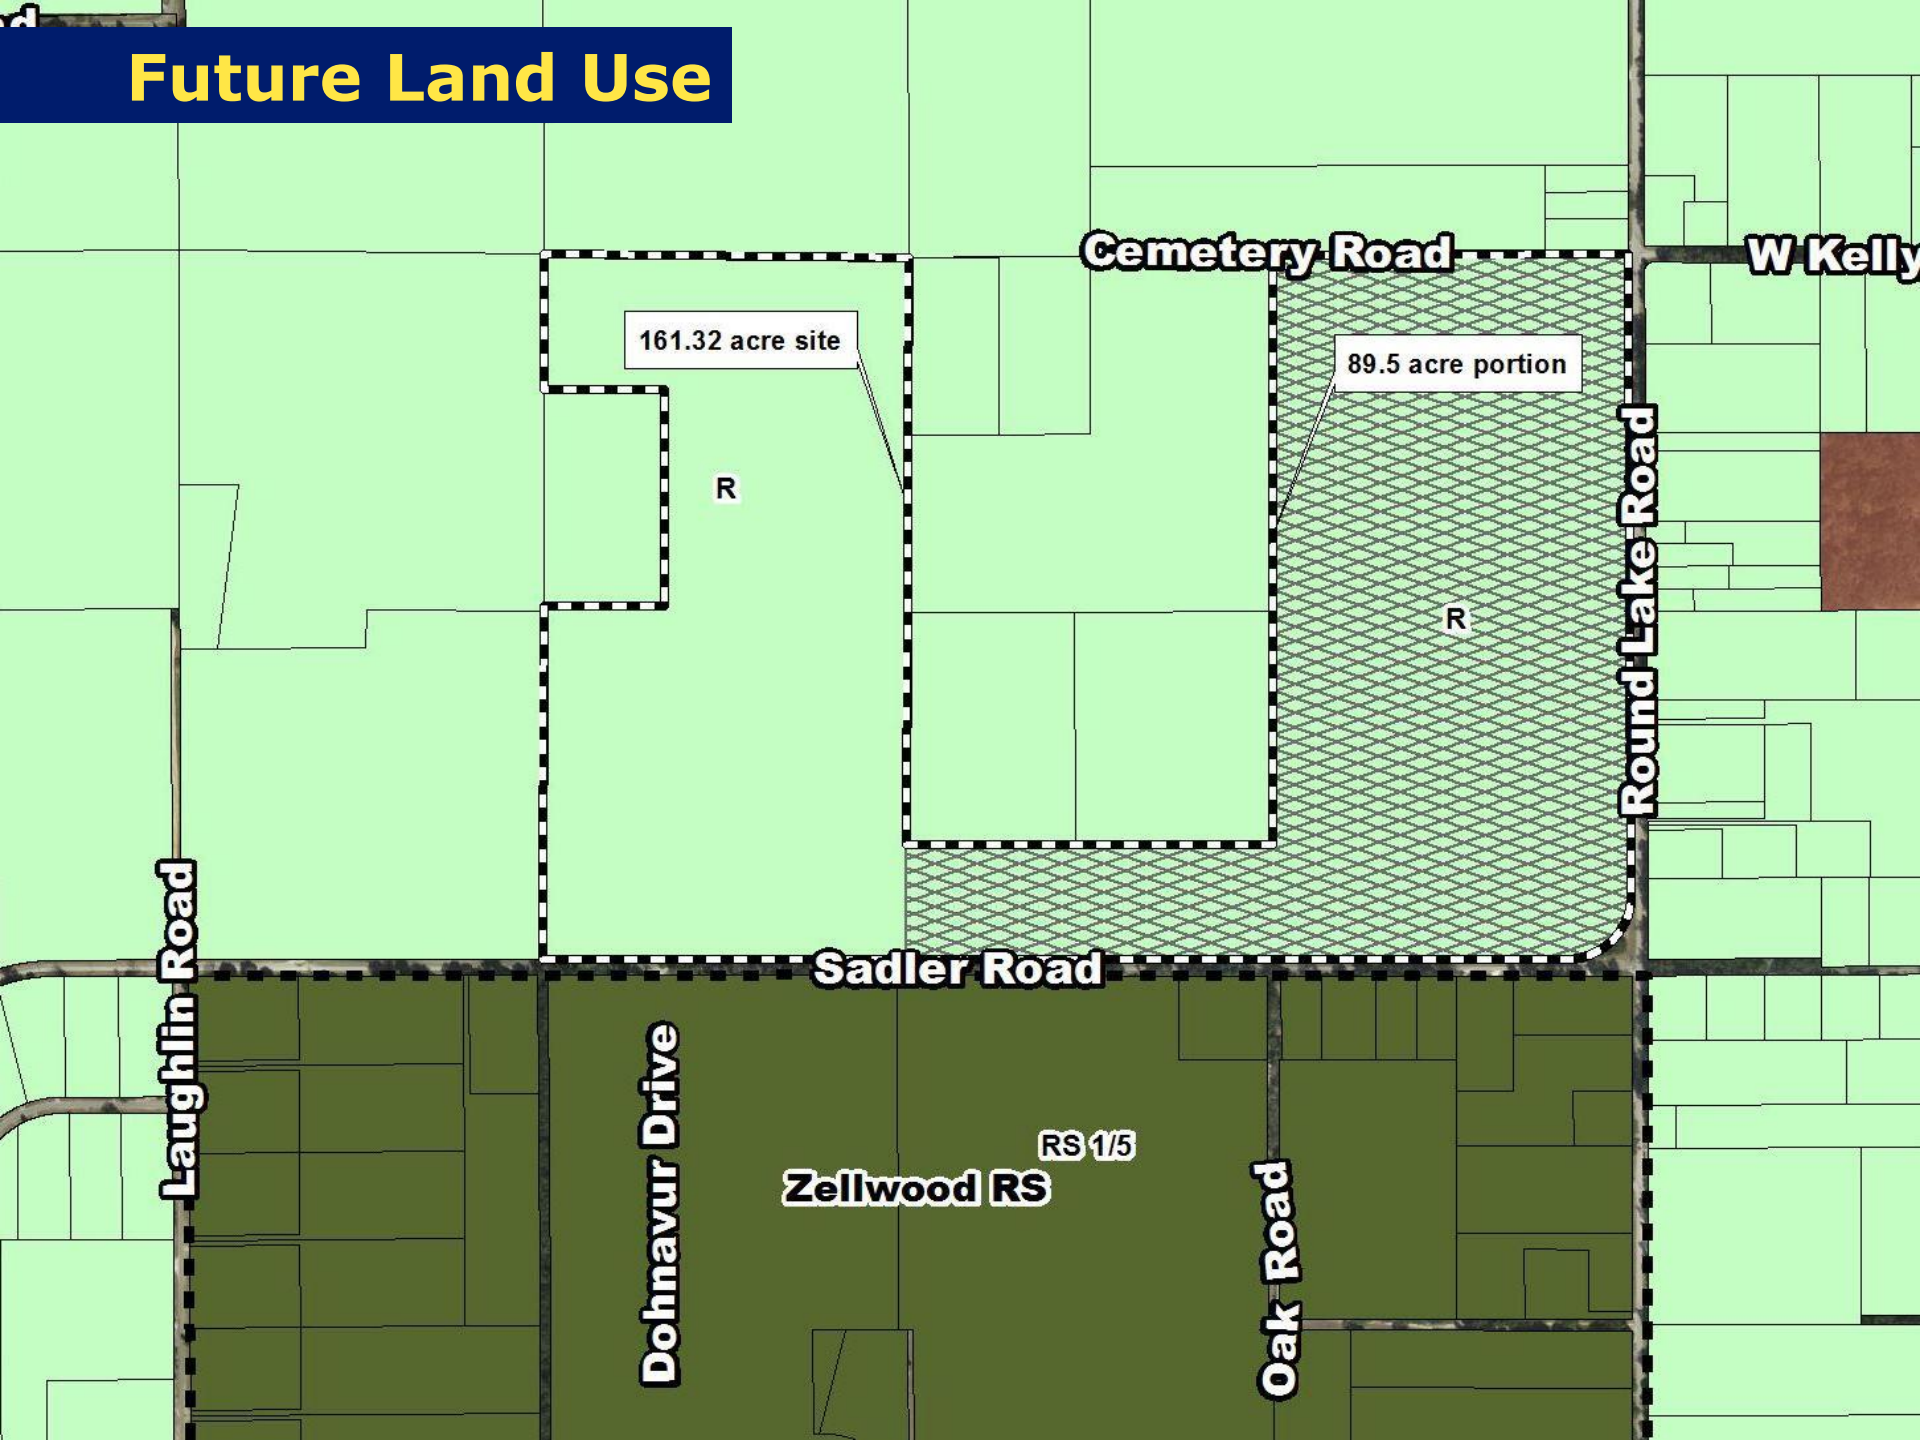 Future Land Use
Cemetery Road
W Kelly
161.32 acre site
89.5 acre portion
R
R
Round Lake Road
Laughlin Road
Sadler Road
Dohnavur Drive
RS 1/5
Zellwood RS
Oak Road